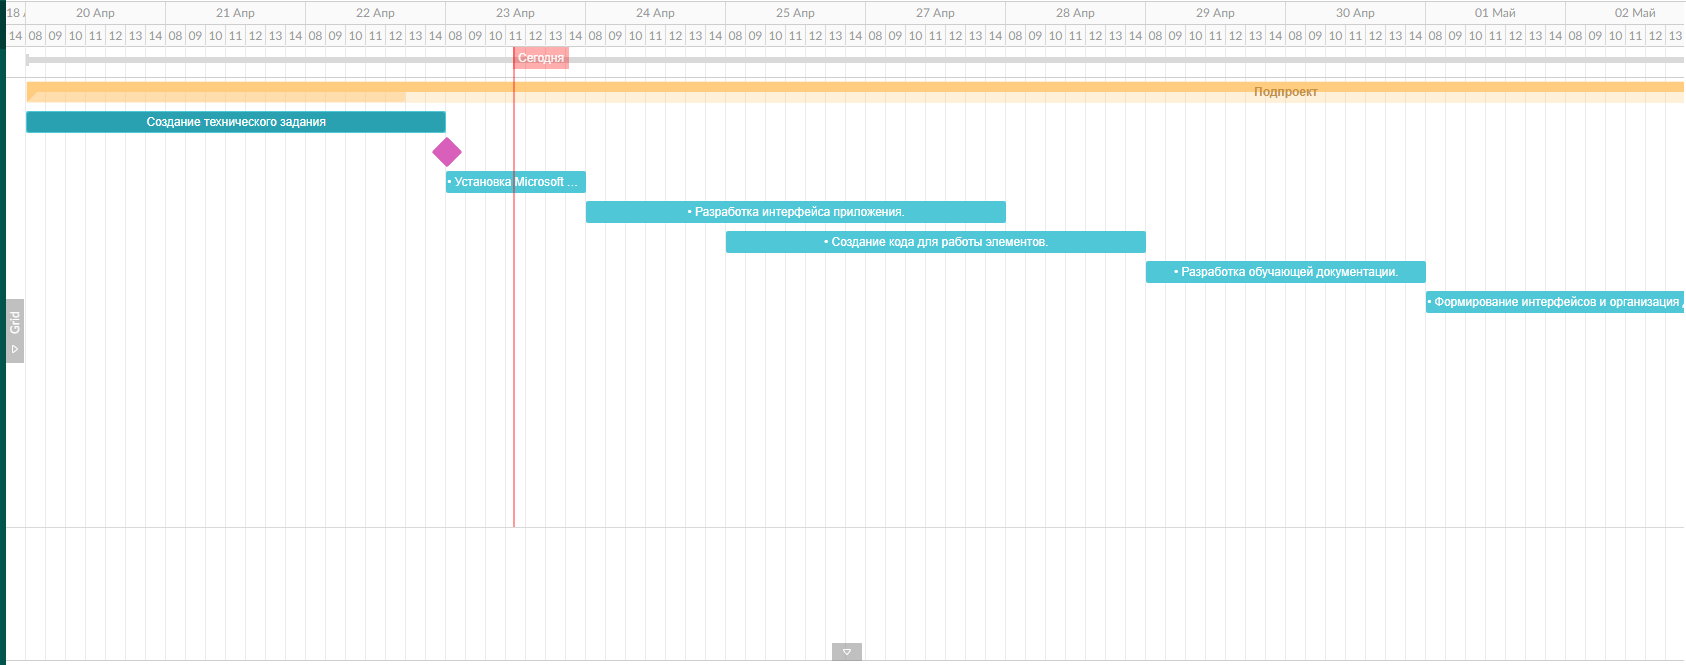 18 20 Апр 21 Апр 22 Апр 23 Апр 24 Апр 25 Апр 27 Апр 28 Апр 29 Апр 30 Апр 01 Май 02 Май
14 08 09 10 11 12 13 14 08 09 10 11 12 13 14 08 09 10 11 12 13 14 08 09 10 11 12 13 14 08 09 10 11 12 13 14 08 09 10 11 12 13 14 08 09 10 11 12 13 14 08 09 10 11 12 13 14 08 09 10 11 12 13 14 08 09 10 11 12 13 14 08 09 10 11 12 13 14 08 09 10 11 12 13
Сегодня
Подпроект
Создание технического задания
• Установка Microsoft ...
• Разработка интерфейса приложения.
• Создание кода для работы элементов.
• Разработка обучающей документации.
• Формирование интерфейсов и организация
Grid